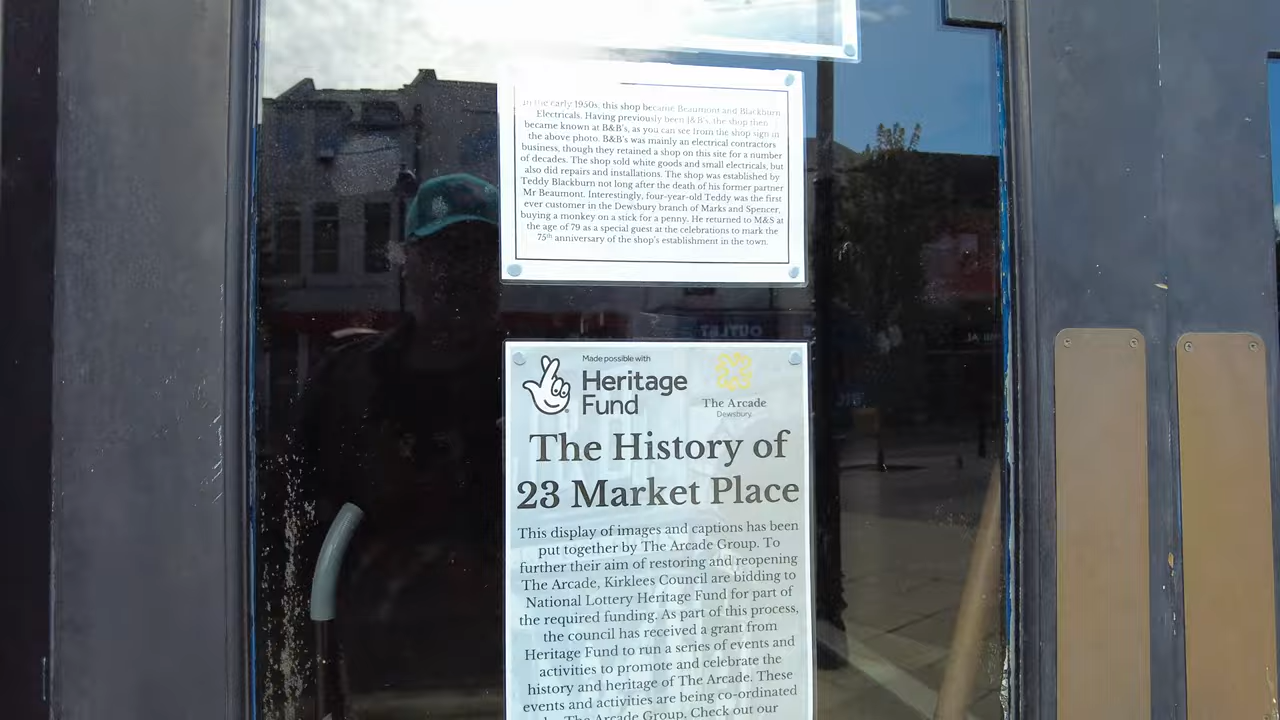 In the early 1950s, this shop became Beaumont and Blackburn
Electricals. Having previously been J&B's, the shop then
became known at B&B's, as you can see from the shop sign in
the above photo. B&B's was mainly an electrical contractors
business, though they retained a shop on this site for a number
of decades. The shop sold white goods and small electricals, but
also did repairs and installations. The shop was established by
Teddy Blackburn not long after the death of his former partner
Mr Beaumont. Interestingly, four-year-old Teddy was the first
ever customer in the Dewsbury branch of Marks and Spencer,
buying a monkey on a stick for a penny. He returned to M&S at
the age of 79 as a special guest at the celebrations to mark the
75th anniversary of the shop's establishment in the town.
Made possible with
Heritage
Fund
The Arcade
Dewsbury
The History of
23 Market Place
This display of images and captions has been
put together by The Arcade Group. To
further their aim of restoring and reopening
The Arcade, Kirklees Council are bidding to
National Lottery Heritage Fund for part of
the required funding. As part of this process,
the council has received a grant from
Heritage Fund to run a series of events and
activities to promote and celebrate the
history and heritage of The Arcade. These
events and activities are being co-ordinated
by The Arcade Group. Check out our
OUTLET